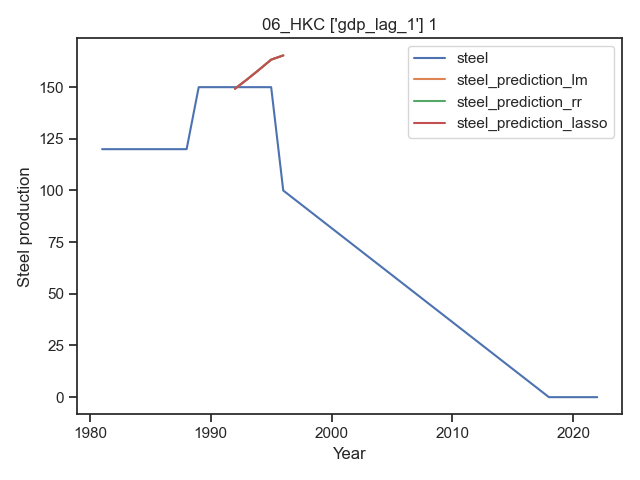 06_HKC ['gdp_lag_1'] 1
steel
steel_prediction_lm
steel_prediction_rr
steel_prediction_lasso
Steel production
150
125
100
75
50
25
0
1980
1990
2000
2010
2020
Year